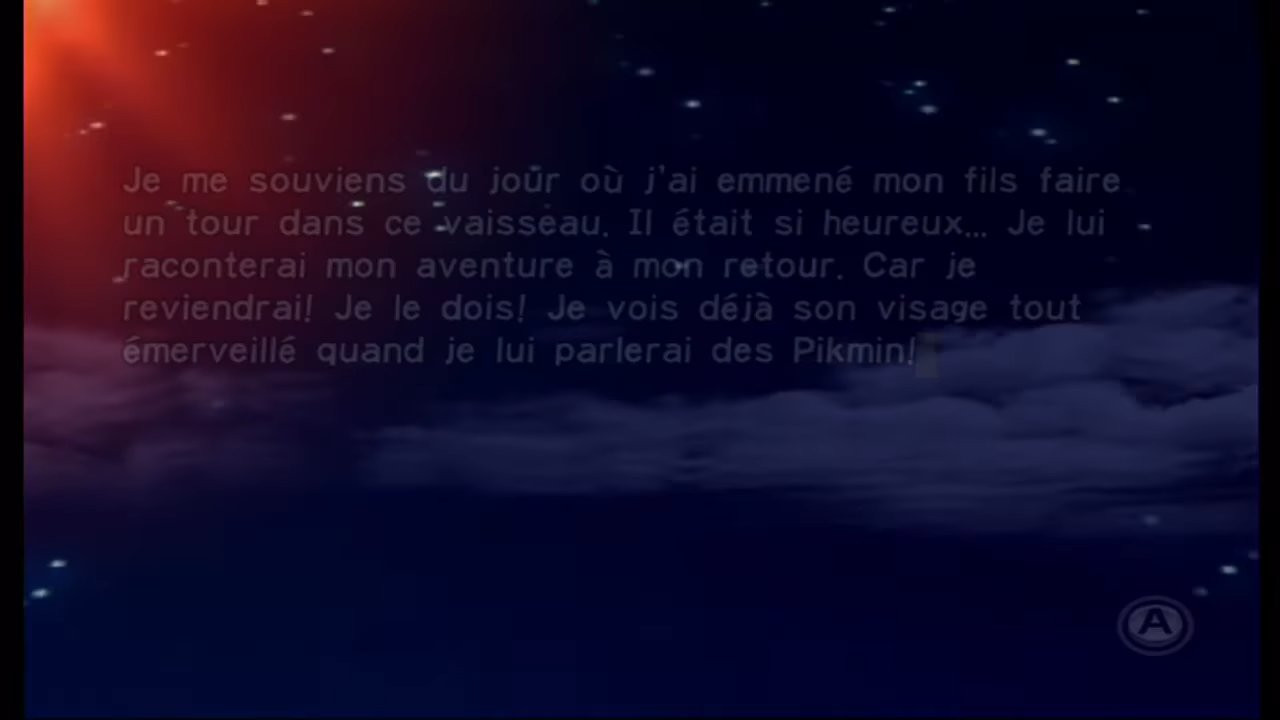 Je me souviens du jour où j'ai emmené mon fils faire
un tour dans ce vaisseau. Il était si heureux... Je lui
raconterai mon aventure à mon retour. Car je
reviendrai! Je le dois! Je vois déjà son visage tout
émerveillé quand je lui parlerai des Pikmin!
A